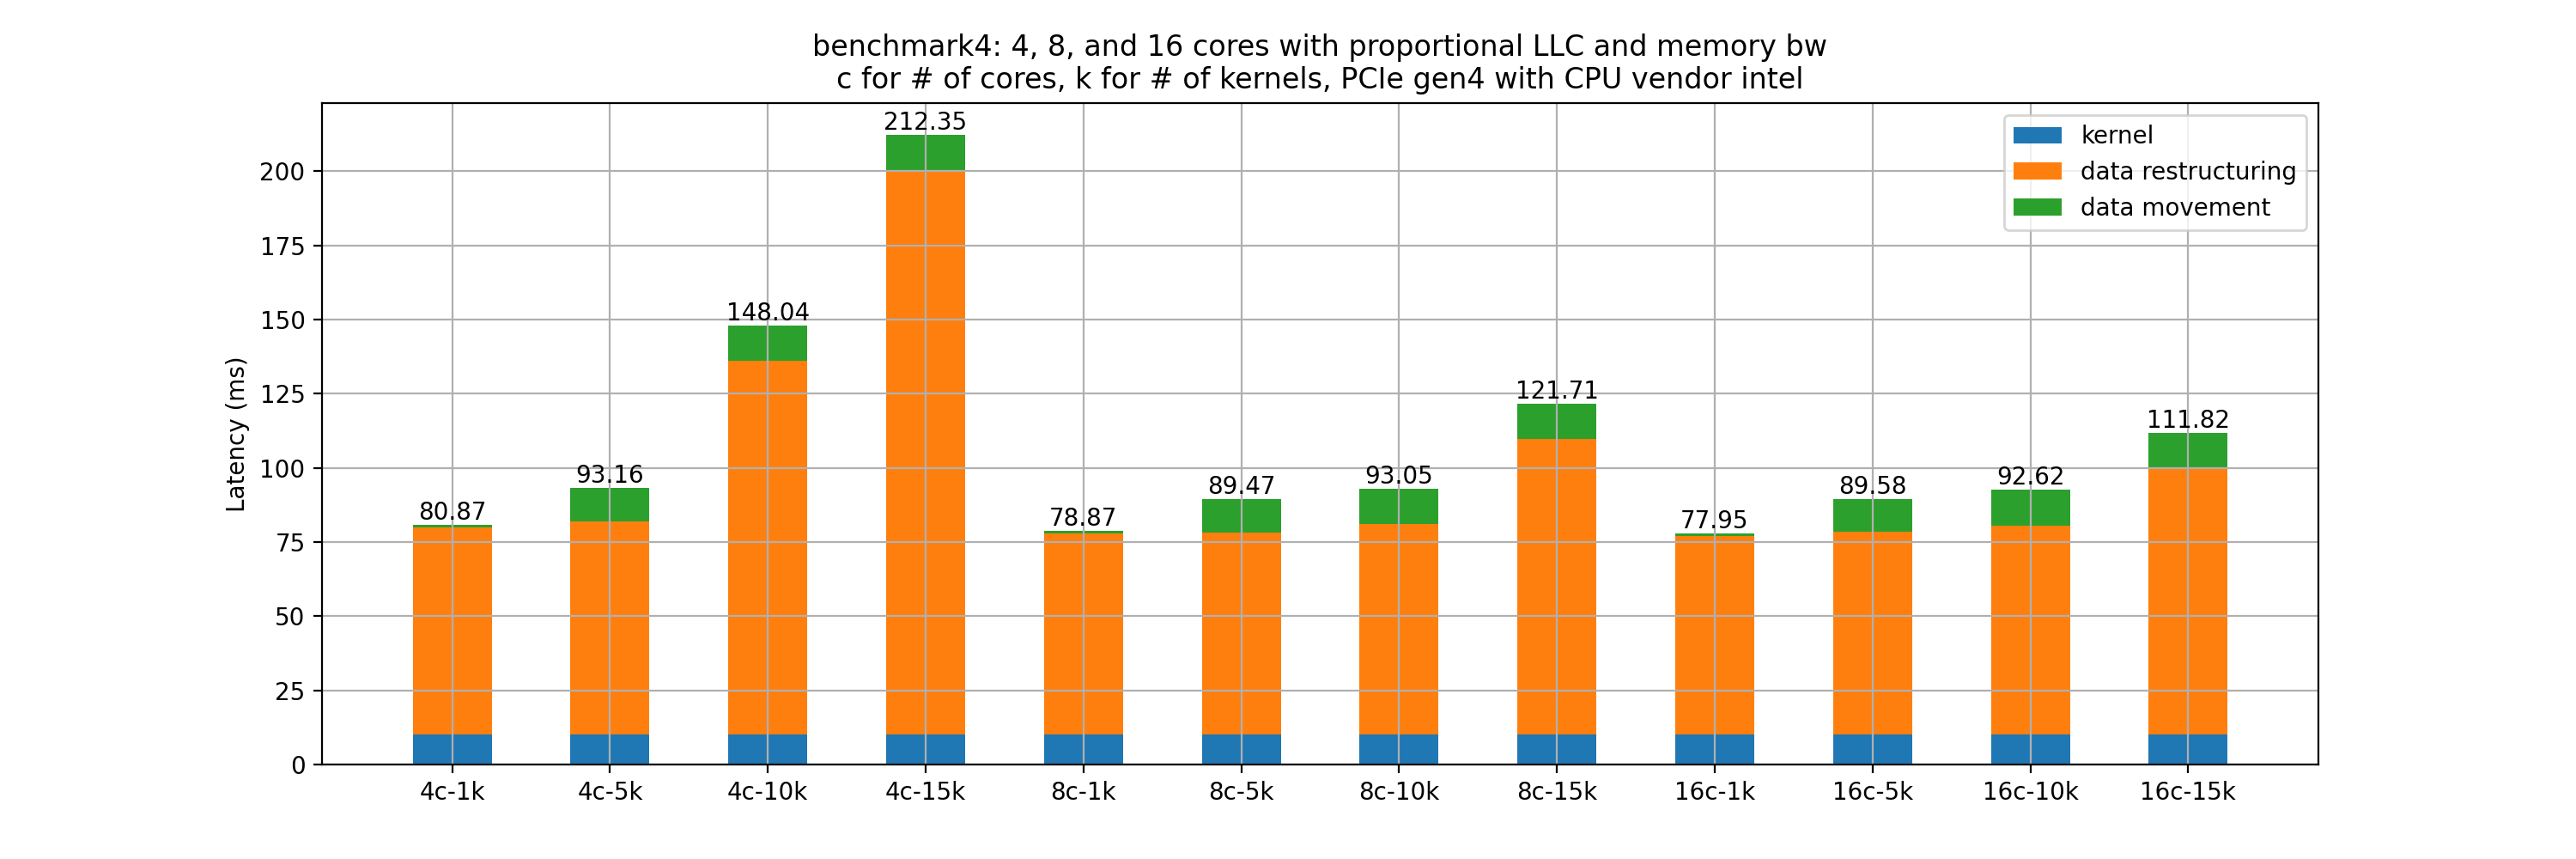 benchmark4: 4, 8, and 16 cores with proportional LLC and memory bw
c for # of cores, k for # of kernels, PCIe gen4 with CPU vendor intel
kernel
data restructuring
data movement
Latency (ms)
200
175
150
125
100
75
50
25
0
80.87
93.16
148.04
212.35
78.87
89.47
93.05
121.71
77.95
89.58
92.62
111.82
4c-1k
4c-5k
4c-10k
4c-15k
8c-1k
8c-5k
8c-10k
8c-15k
16c-1k
16c-5k
16c-10k
16c-15k